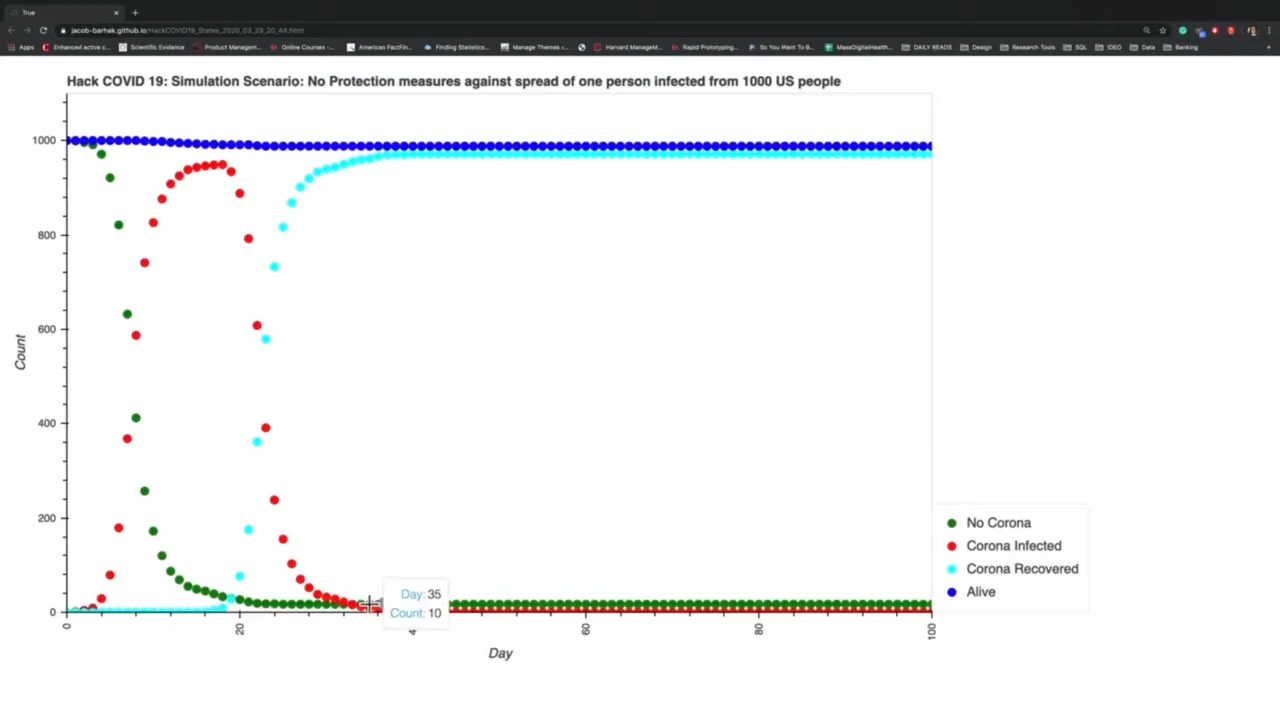 True
jacob-barhak.github.io/HackCOVID19_States_2020_03_29_20_44.html
Apps Enhanced active c... Scientific Evidence Product Managem... Online Courses -... American FactFin... Finding Statistics... Manage Themes ‹... Harvard ManageM... Rapid Prototyping... So You Want To B... MassDigitalHealth... DAILY READS Design Research Tools SQL IDEO Data Banking
Hack COVID 19: Simulation Scenario: No Protection measures against spread of one person infected from 1000 US people
1000
800
600
400
200
0
Count
No Corona
Corona Infected
Corona Recovered
Alive
Day: 35
Count: 10
0 20 4 60 80 100
Day